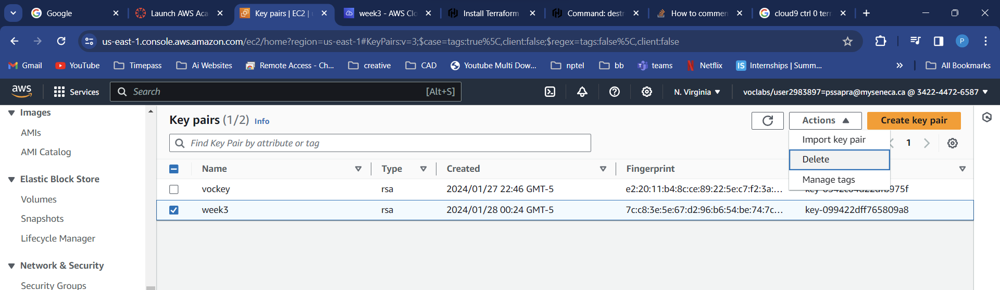 Google
Launch AWS Aca
Key pairs | EC2 |
week3 - AWS Clo
Install Terraform
Command: destr
How to commen
cloud9 ctrl 0 terr
us-east-1.console.aws.amazon.com/ec2/home?region=us-east-1#KeyPairs:v=3;$case=tags:true%5C,client:false;$regex=tags:false%5C,client:false
P
Gmail
YouTube
Timepass
Ai Websites
Remote Access - Ch...
creative
CAD
Youtube Multi Dow...
nptel
bb
teams
Netflix
IS
Internships | Summ...
All Bookmarks
aws
Services
Search
[Alt+S]
N. Virginia
voclabs/user2983897=pssapra@myseneca.ca @ 3422-4472-6587
Images
AMIs
AMI Catalog
Elastic Block Store
Volumes
Snapshots
Lifecycle Manager
Network & Security
Security Groups
Key pairs (1/2) Info
Actions
Create key pair
Find Key Pair by attribute or tag
1
Import key pair
Delete
Manage tags
Name
Type
Created
Fingerprint
vockey
rsa
2024/01/27 22:46 GMT-5
e2:20:11:b4:8c:ce:89:22:5e:c7:f2:3a:...
week3
rsa
2024/01/28 00:24 GMT-5
7c:c8:3e:5e:67:d2:96:b6:54:be:74:7c...
key-099422dff765809a8